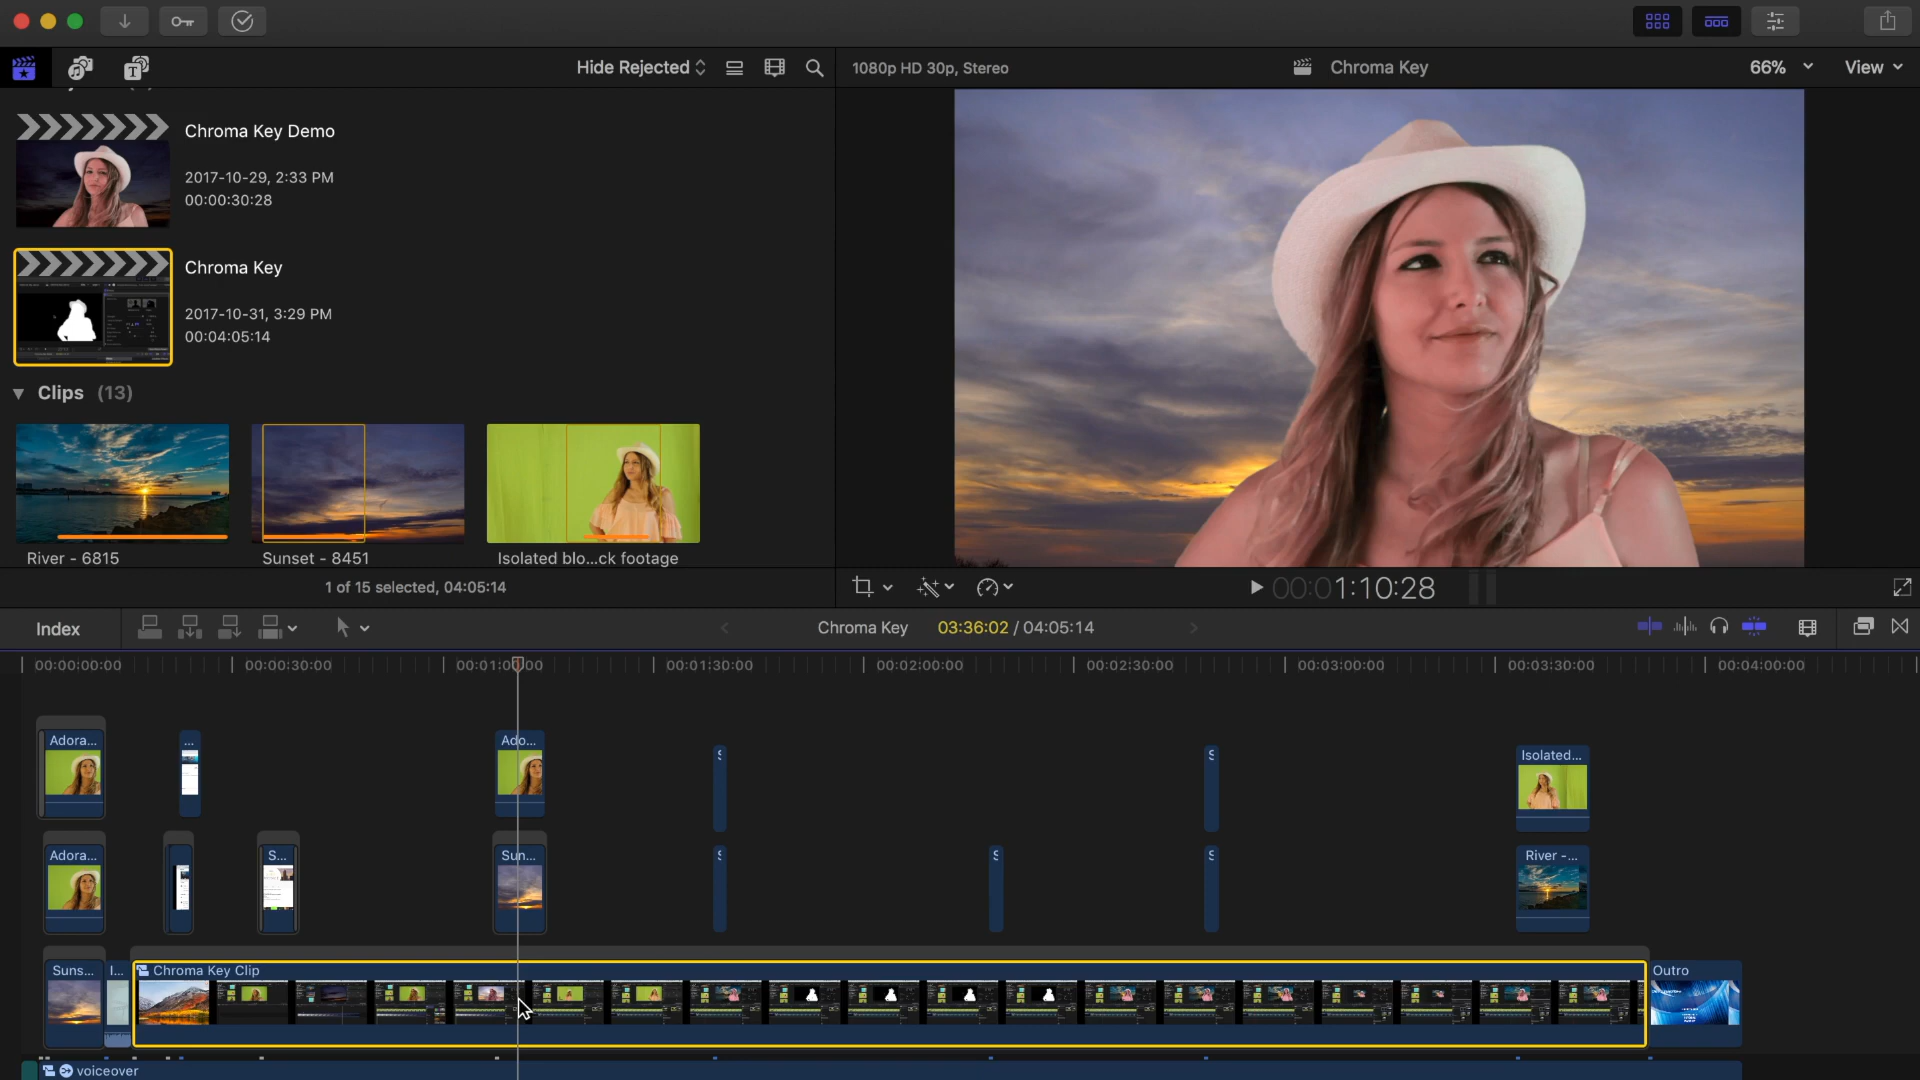 Hide Rejected
1080p HD 30p, Stereo
Chroma Key
66%
View
Chroma Key Demo
2017-10-29, 2:33 PM
00:00:30:28
Chroma Key
2017-10-31, 3:29 PM
00:04:05:14
Clips (13)
River - 6815
Sunset - 8451
Isolated blo...ck footage
1 of 15 selected, 04:05:14
00:01:10:28
Index
Chroma Key
03:36:02 / 04:05:14
00:00:00:00
00:00:30:00
00:01:00:00
00:01:30:00
00:02:00:00
00:02:30:00
00:03:00:00
00:03:30:00
00:04:00:00
Adora...
...
Ado...
S
S
Isolated...
Adora...
S...
Sun...
S
S
S
River -...
Suns...
I...
Chroma Key Clip
Outro
voiceover